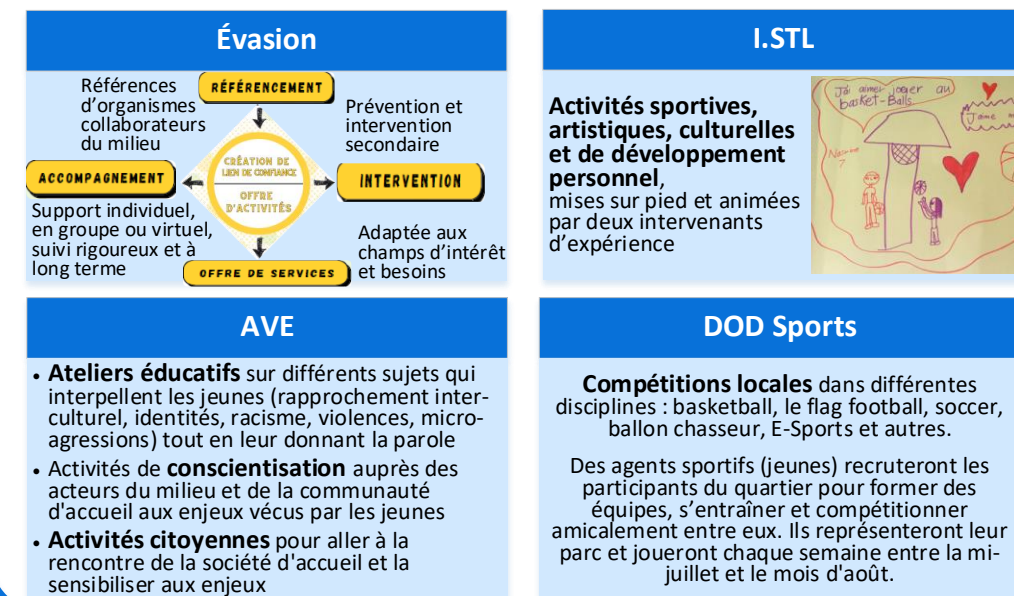 Évasion
Références
d'organismes
collaborateurs
du milieu
RÉFÉRENCEMENT
Prévention et
intervention
secondaire
CRÉATION DE
LIEN DE CONFIANCE
OFFRE
D'ACTIVITÉS
ACCOMPAGNEMENT
INTERVENTION
Support individuel,
en groupe ou virtuel,
suivi rigoureux et à
long terme
Adaptée aux
champs d'intérêt
et besoins
OFFRE DE SERVICES
I.STL
Activités sportives,
artistiques, culturelles
et de développement
personnel,
mises sur pied et animées
par deux intervenants
d'expérience
basket-Balls
AVE
• Ateliers éducatifs sur différents sujets qui
interpellent les jeunes (rapprochement inter-
culturel, identités, racisme, violences, micro-
agressions) tout en leur donnant la parole
• Activités de conscientisation auprès des
acteurs du milieu et de la communauté
d'accueil aux enjeux vécus par les jeunes
• Activités citoyennes pour aller à la
rencontre de la société d'accueil et la
sensibiliser aux enjeux
DOD Sports
Compétitions locales dans différentes
disciplines : basketball, le flag football, soccer,
ballon chasseur, E-Sports et autres.
Des agents sportifs (jeunes) recruteront les
participants du quartier pour former des
équipes, s'entraîner et compétitionner
amicalement entre eux. Ils représenteront leur
parc et joueront chaque semaine entre la mi-
juillet et le mois d'août.